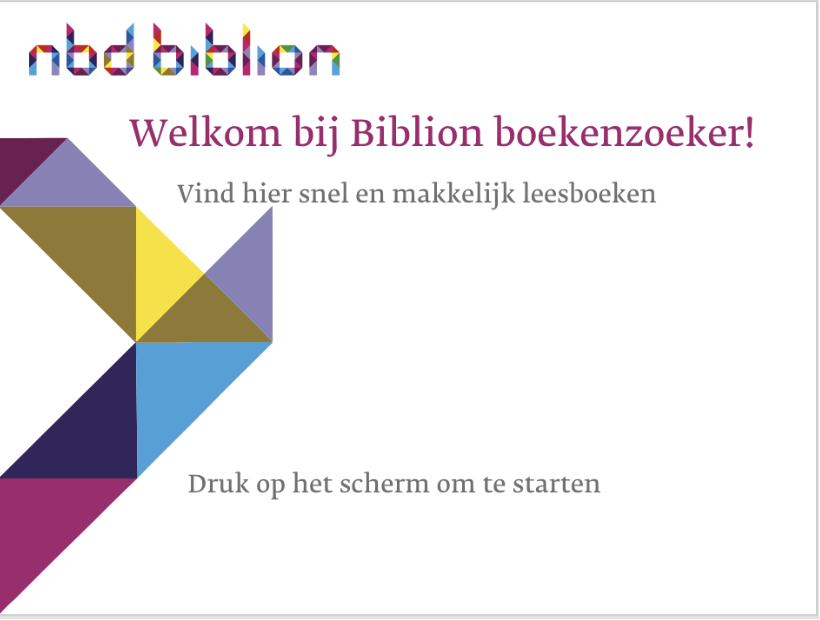 nbd biblion
Welkom bij Biblion boekenzoeker!
Vind hier snel en makkelijk leesboeken
Druk op het scherm om te starten